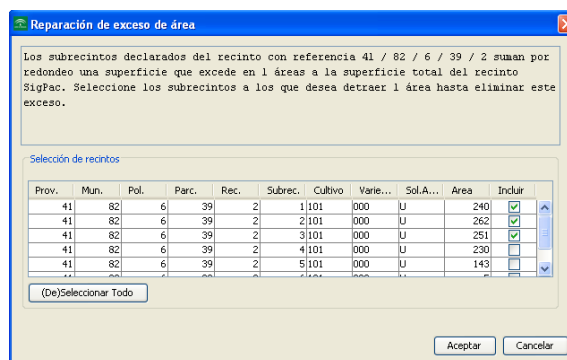 Reparación de exceso de área
Los subrecintos declarados del recinto con referencia 41 / 82 / 6 / 39 / 2 suman por
redondeo una superficie que excede en 1 áreas a la superficie total del recinto
SigPac. Seleccione los subrecintos a los que desea detraer 1 área hasta eliminar este
exceso.
Selección de recintos
Prov. Mun. Pol. Parc. Rec. Subrec. Cultivo Varie... Sol.A... Area Incluir
41 82 6 39 2 1 101 000 U 240
41 82 6 39 2 2 101 000 U 262
41 82 6 39 2 3 101 000 U 251
41 82 6 39 2 4 101 000 U 230
41 82 6 39 2 5 101 000 U 143
(De)Seleccionar Todo
Aceptar Cancelar